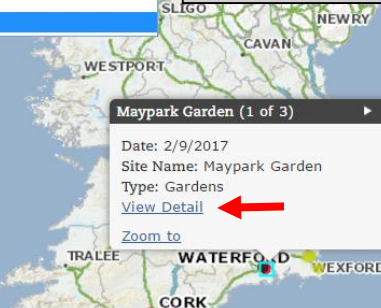 SLIGO
NEWRY
CAVAN
WESTPORT
Maypark Garden (1 of 3)
Date: 2/9/2017
Site Name: Maypark Garden
Type: Gardens
View Detail
Zoom to
TRALEE
WATERFORD
WEXFORD
CORK